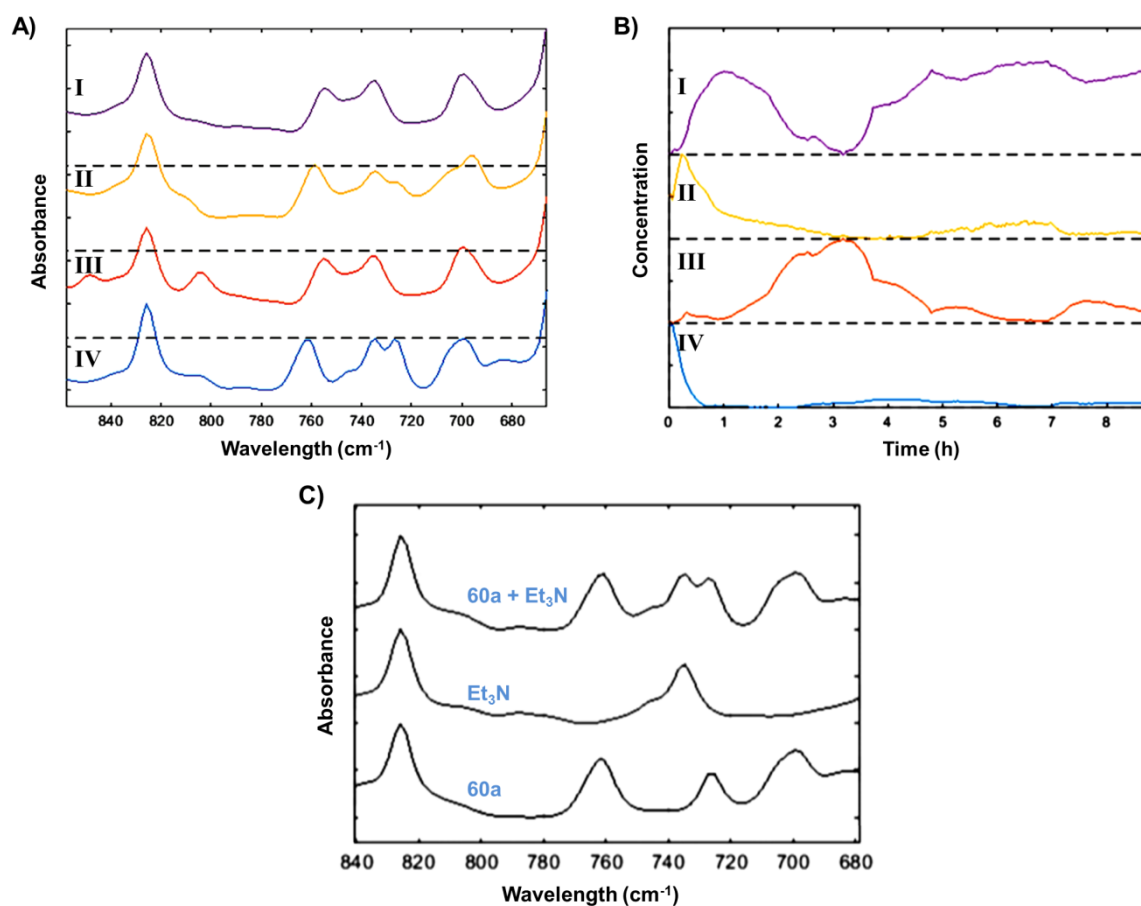 A)
I
II
III
IV
Absorbance
840 820 800 780 760 740 720 700 680
Wavelength (cm-1)
B)
I
II
III
IV
Concentration
0 1 2 3 4 5 6 7 8
Time (h)
C)
60a + Et3N
Et3N
60a
Absorbance
840 820 800 780 760 740 720 700 680
Wavelength (cm-1)